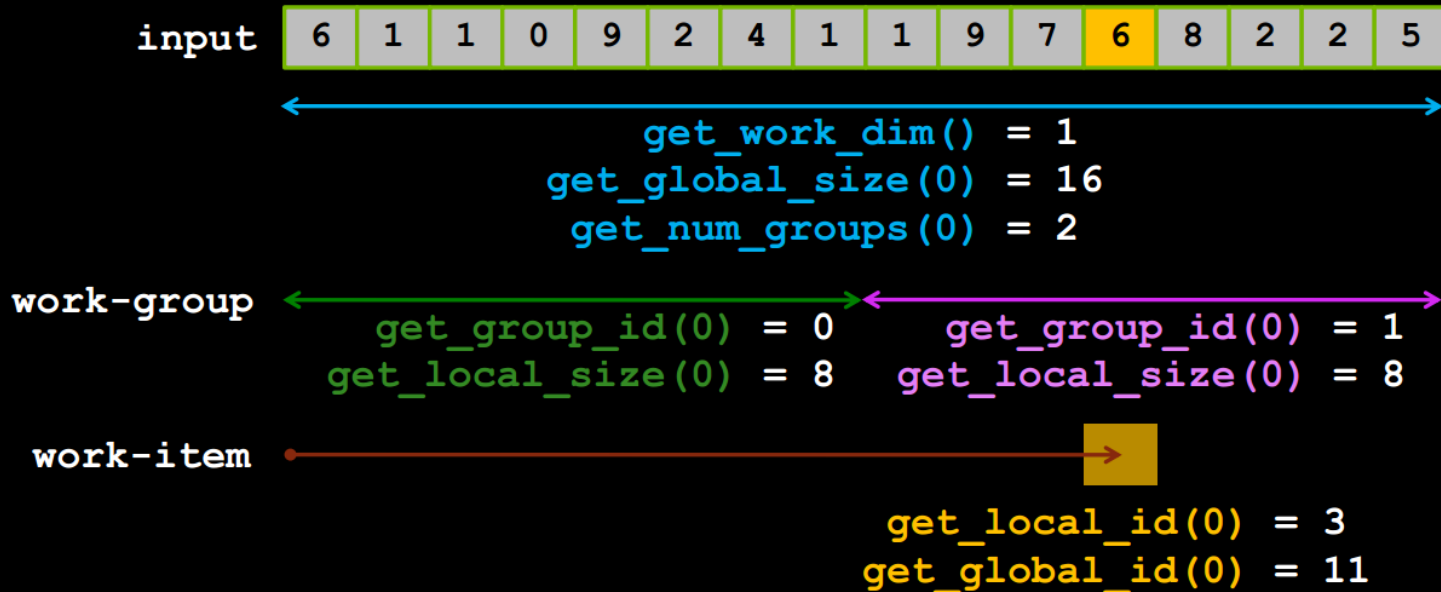 input 6 1 1 0 9 2 4 1 1 9 7 6 8 2 2 5
get_work_dim() = 1
get_global_size(0) = 16
get_num_groups(0) = 2
work-group
get_group_id(0) = 0 get_group_id(0) = 1
get_local_size(0) = 8 get_local_size(0) = 8
work-item
get_local_id(0) = 3
get_global_id(0) = 11